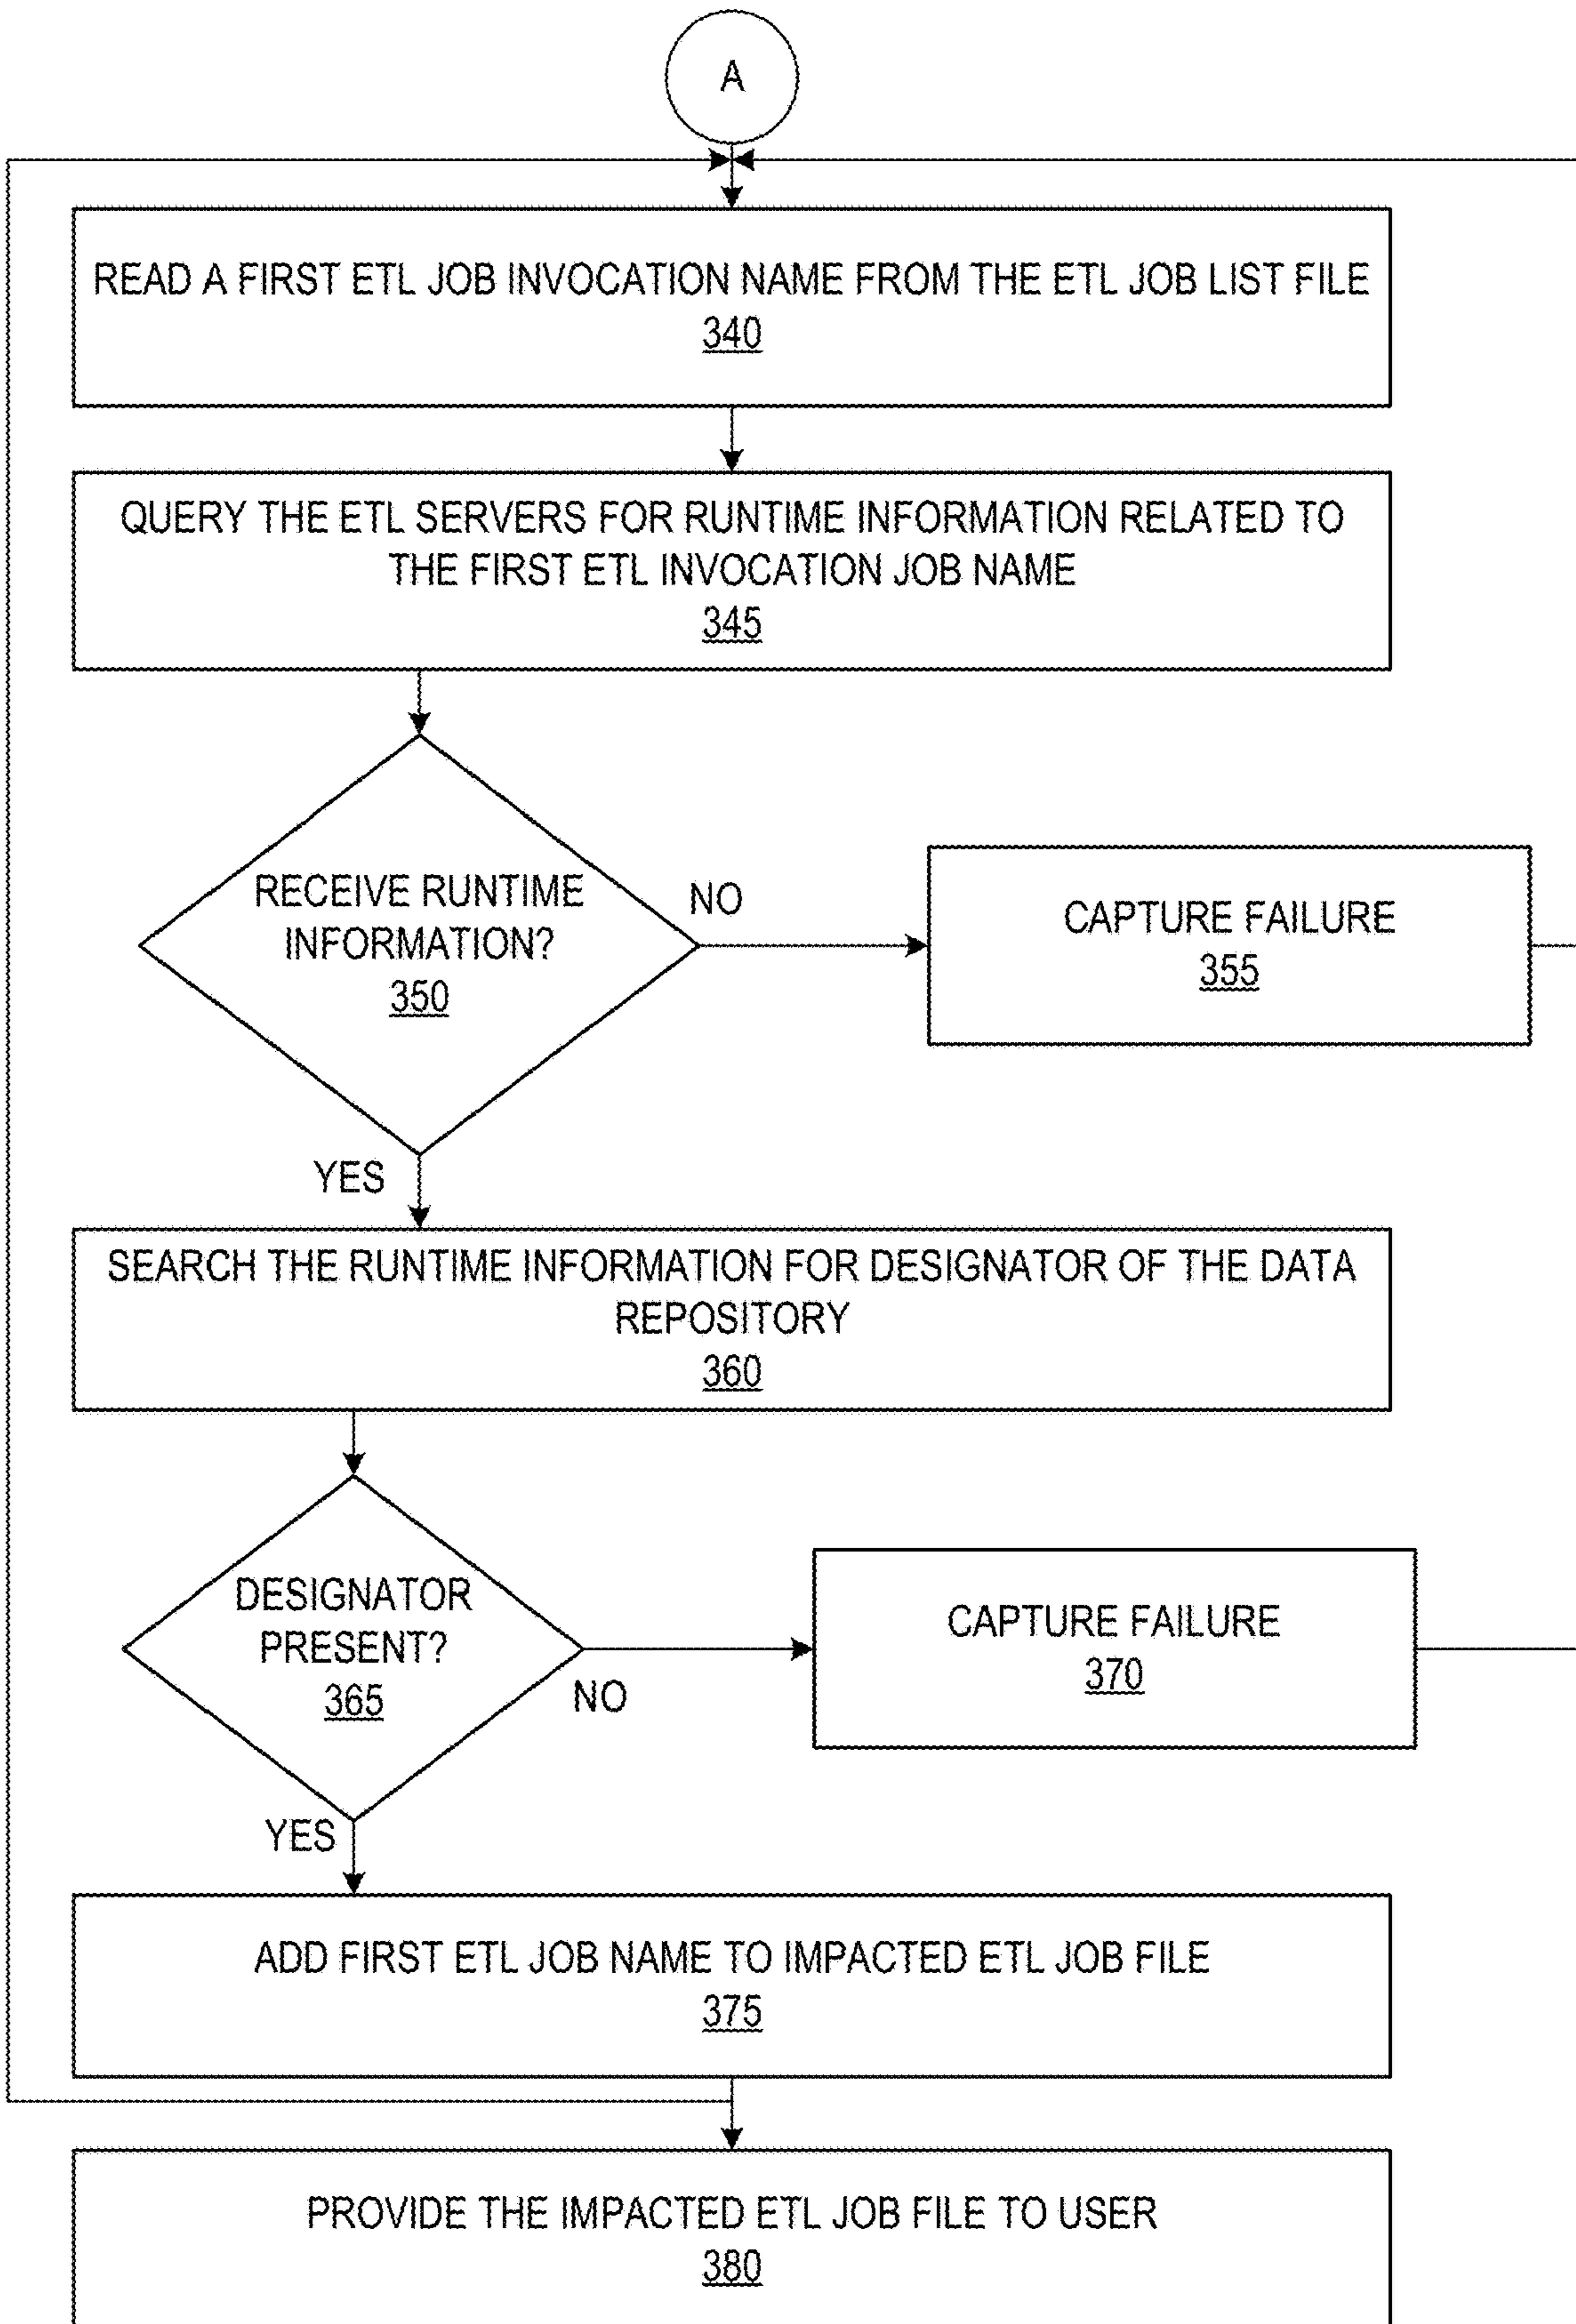 A
READ A FIRST ETL JOB INVOCATION NAME FROM THE ETL JOB LIST FILE
340
QUERY THE ETL SERVERS FOR RUNTIME INFORMATION RELATED TO
THE FIRST ETL INVOCATION JOB NAME
345
RECEIVE RUNTIME
INFORMATION?
350
NO
CAPTURE FAILURE
355
YES
SEARCH THE RUNTIME INFORMATION FOR DESIGNATOR OF THE DATA
REPOSITORY
360
DESIGNATOR
PRESENT?
365
NO
CAPTURE FAILURE
370
YES
ADD FIRST ETL JOB NAME TO IMPACTED ETL JOB FILE
375
PROVIDE THE IMPACTED ETL JOB FILE TO USER
380